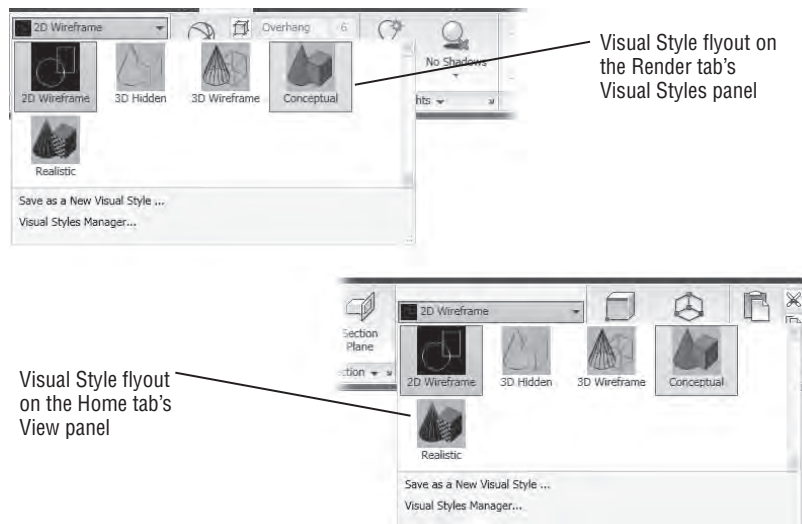 2D Wireframe
Overhang 6
No Shadows
2D Wireframe 3D Hidden 3D Wireframe Conceptual
Realistic
Save as a New Visual Style ...
Visual Styles Manager...
Visual Style flyout on
the Render tab's
Visual Styles panel
2D Wireframe
Section
Plane
2D Wireframe 3D Hidden 3D Wireframe Conceptual
Realistic
Save as a New Visual Style ...
Visual Styles Manager...
Visual Style flyout
on the Home tab's
View panel